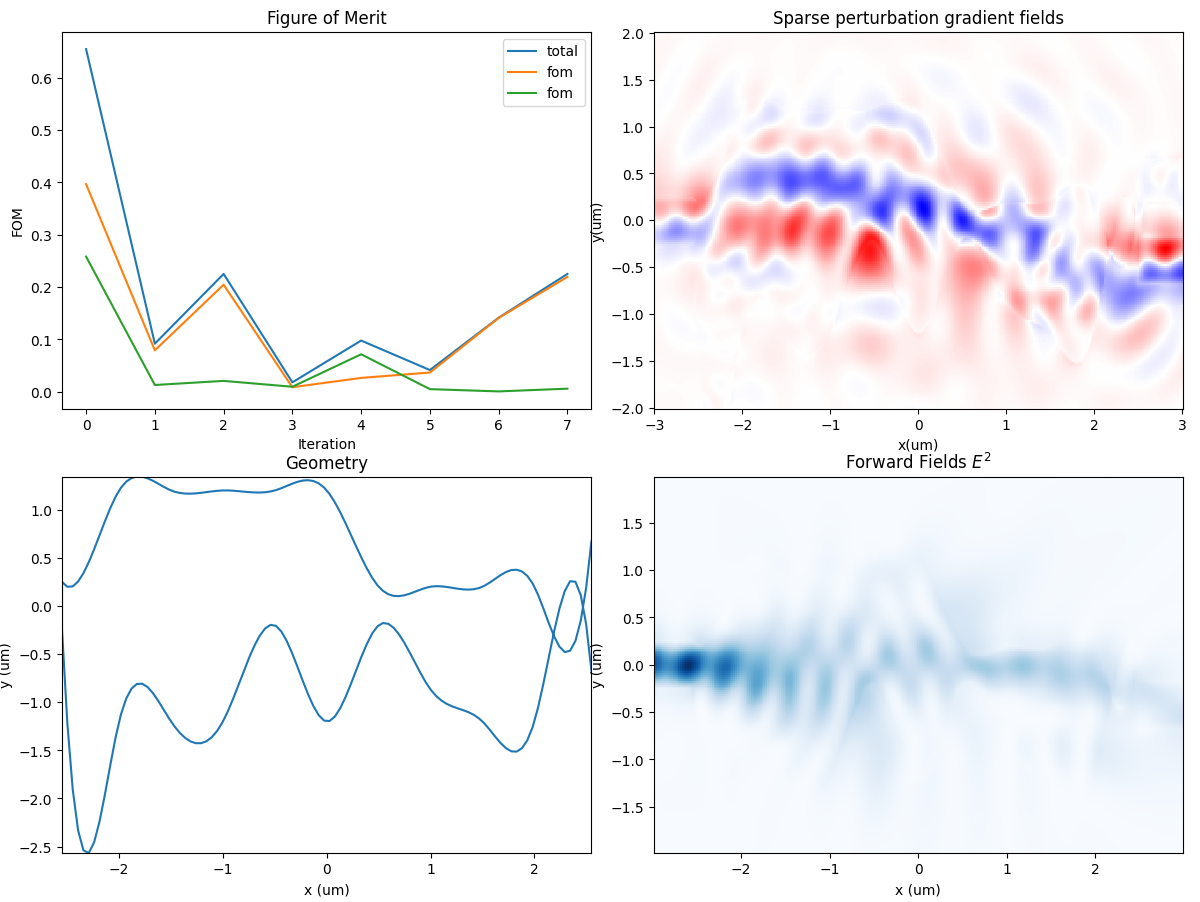 Figure of Merit
total
fom
fom
FOM
0.6
0.5
0.4
0.3
0.2
0.1
0.0
0 1 2 3 4 5 6 7
Iteration
Sparse perturbation gradient fields
y(um)
2.0
1.5
1.0
0.5
0.0
−0.5
−1.0
−1.5
−2.0
−3 −2 −1 0 1 2 3
x(um)
Geometry
y (um)
1.0
0.5
0.0
−0.5
−1.0
−1.5
−2.0
−2.5
−2 −1 0 1 2
x (um)
Forward Fields E²
y (um)
1.5
1.0
0.5
0.0
−0.5
−1.0
−1.5
−2 −1 0 1 2
x (um)